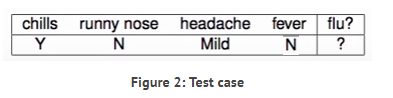 chills runny nose headache fever flu?
Y N Mild N ?
Figure 2: Test case